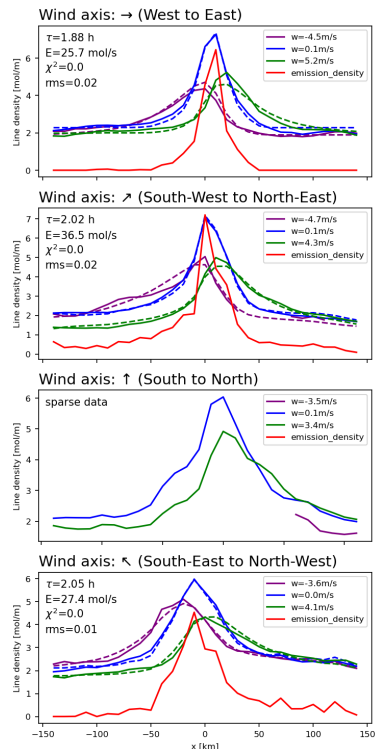 Wind axis: → (West to East)
τ=1.88 h
E=25.7 mol/s
χ²=0.0
rms=0.02
w=-4.5m/s
w=0.1m/s
w=5.2m/s
emission_density
Line density [mol/m]
6
4
2
0
Wind axis: ↗ (South-West to North-East)
τ=2.02 h
E=36.5 mol/s
χ²=0.0
rms=0.02
w=-4.7m/s
w=0.1m/s
w=4.3m/s
emission_density
Line density [mol/m]
7
6
5
4
3
2
1
0
Wind axis: ↑ (South to North)
sparse data
w=-3.5m/s
w=0.1m/s
w=3.4m/s
emission_density
Line density [mol/m]
6
5
4
3
2
Wind axis: ↖ (South-East to North-West)
τ=2.05 h
E=27.4 mol/s
χ²=0.0
rms=0.01
w=-3.6m/s
w=0.0m/s
w=4.1m/s
emission_density
Line density [mol/m]
6
5
4
3
2
1
0
−150 −100 −50 0 50 100 150
x [km]